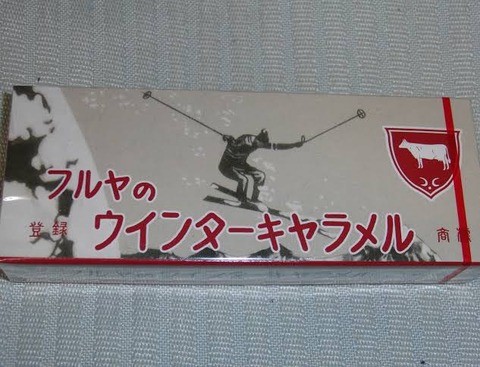 フルヤの
ウインターキャラメル
登録
商標